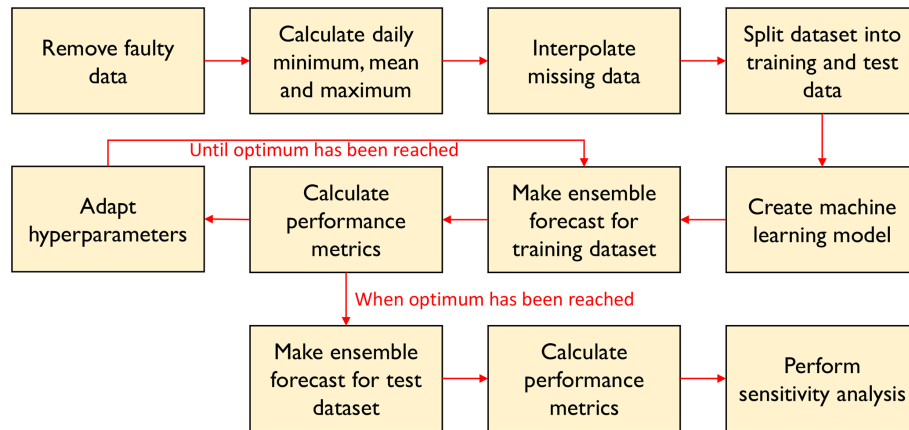 Remove faulty
data
Calculate daily
minimum, mean
and maximum
Interpolate
missing data
Split dataset into
training and test
data
Until optimum has been reached
Adapt
hyperparameters
Calculate
performance
metrics
Make ensemble
forecast for
training dataset
Create machine
learning model
When optimum has been reached
Make ensemble
forecast for test
dataset
Calculate
performance
metrics
Perform
sensitivity analysis